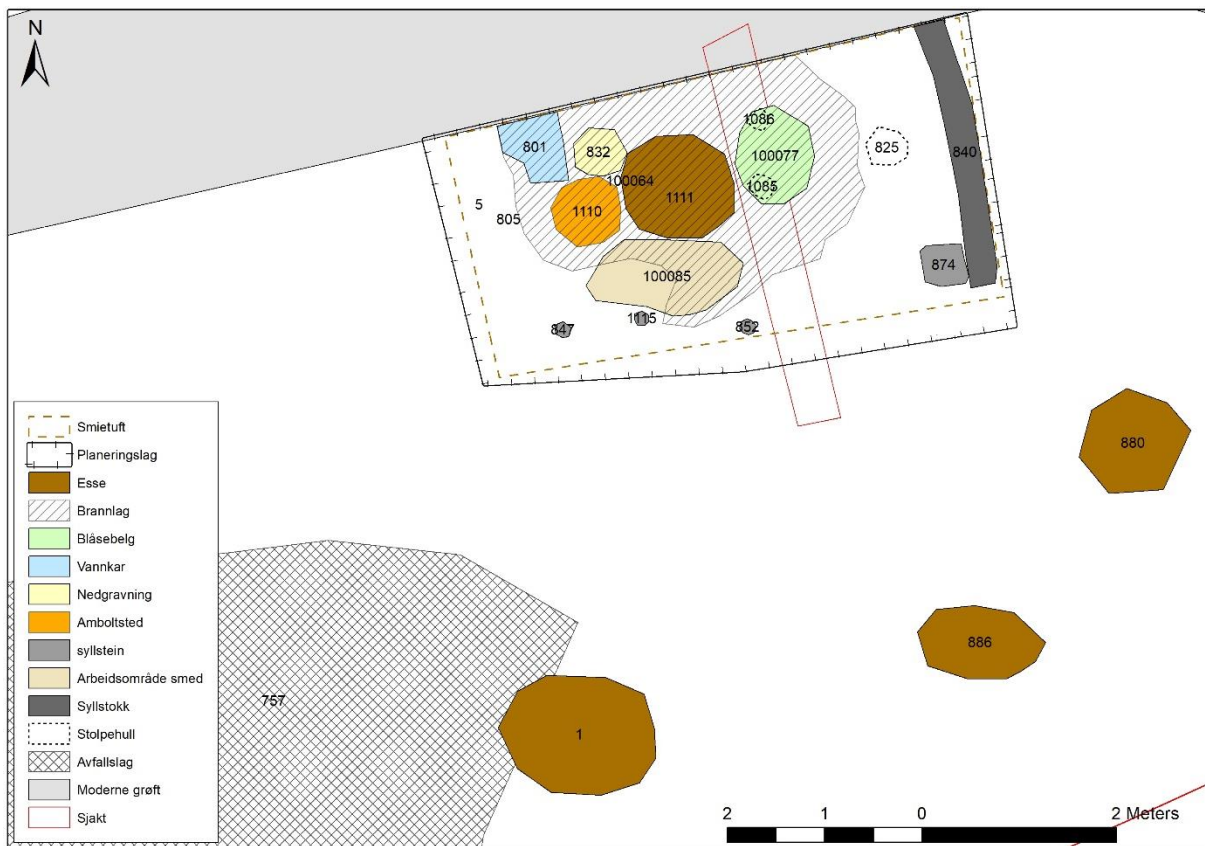 N
1086
801
832
825
100077
840
100064
1085
1111
5
805
1110
874
100085
1115
847
852
880
Smietuft
Planeringslag
Esse
Brannlag
Blåsebelg
Vannkar
Nedgravning
Amboltsted
syllstein
Arbeidsområde smed
Syllstokk
Stolpehull
Avfallslag
Moderne grøft
Sjakt
886
757
1
2 1 0 2 Meters